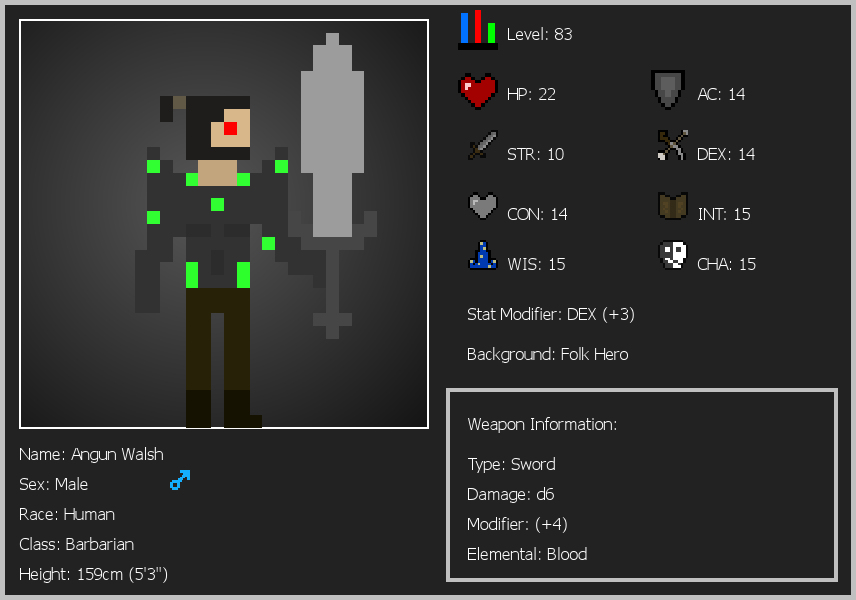 Level: 83
HP: 22
AC: 14
STR: 10
DEX: 14
CON: 14
INT: 15
WIS: 15
CHA: 15
Stat Modifier: DEX (+3)
Background: Folk Hero
Weapon Information:
Type: Sword
Damage: d6
Modifier: (+4)
Elemental: Blood
Name: Angun Walsh
Sex: Male
Race: Human
Class: Barbarian
Height: 159cm (5'3")